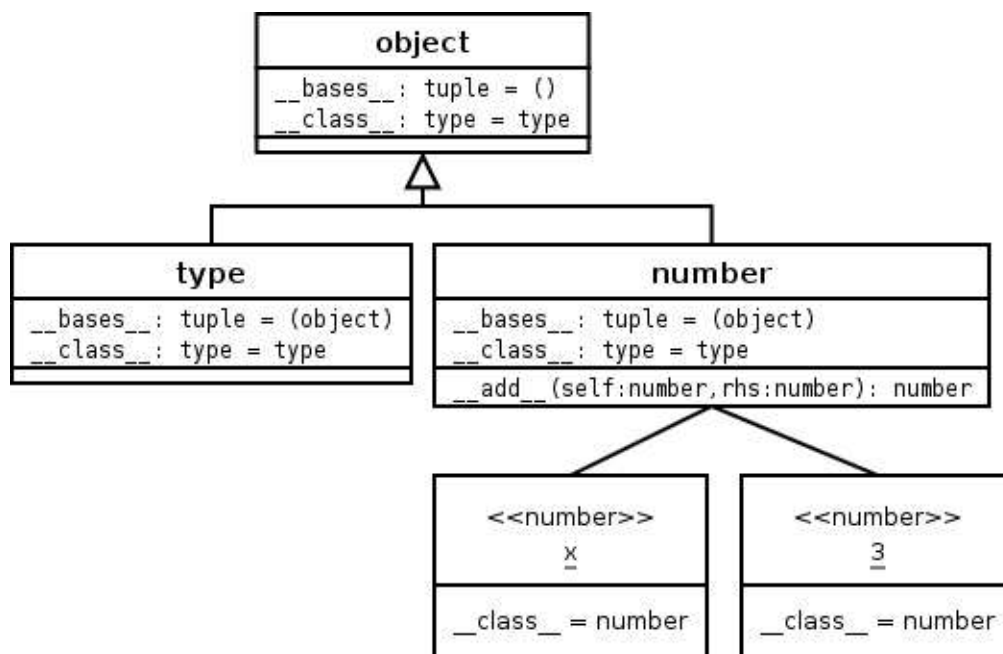 object
__bases__: tuple = ()
__class__: type = type
type
__bases__: tuple = (object)
__class__: type = type
number
__bases__: tuple = (object)
__class__: type = type
__add__(self:number,rhs:number): number
<<number>>
x
__class__ = number
<<number>>
3
__class__ = number